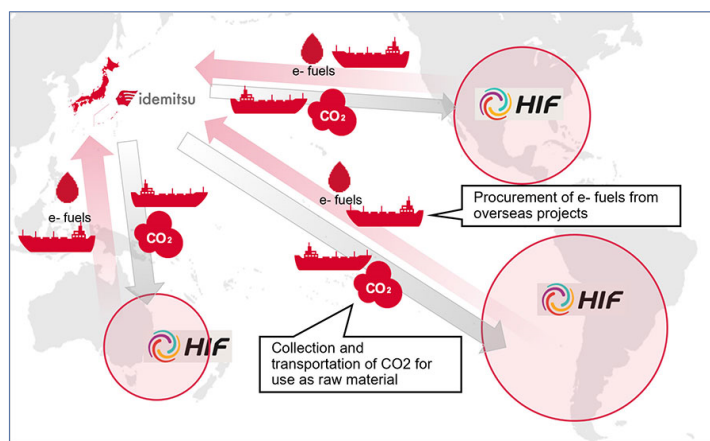 e- fuels
HIF
idemitsu
CO2
e- fuels
Procurement of e- fuels from
overseas projects
e- fuels
CO2
CO2
HIF
HIF
Collection and
transportation of CO2 for
use as raw material